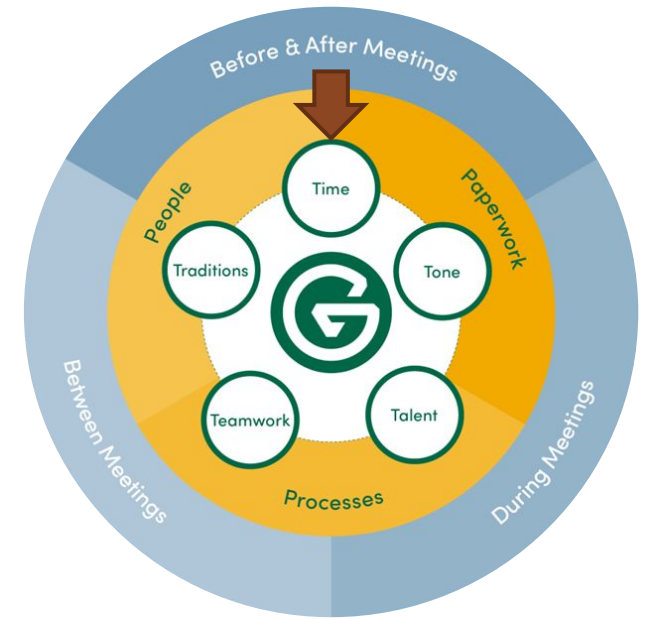 Before & After Meetings
People
Paperwork
Time
Traditions
Tone
G
Teamwork
Talent
Between Meetings
During Meetings
Processes